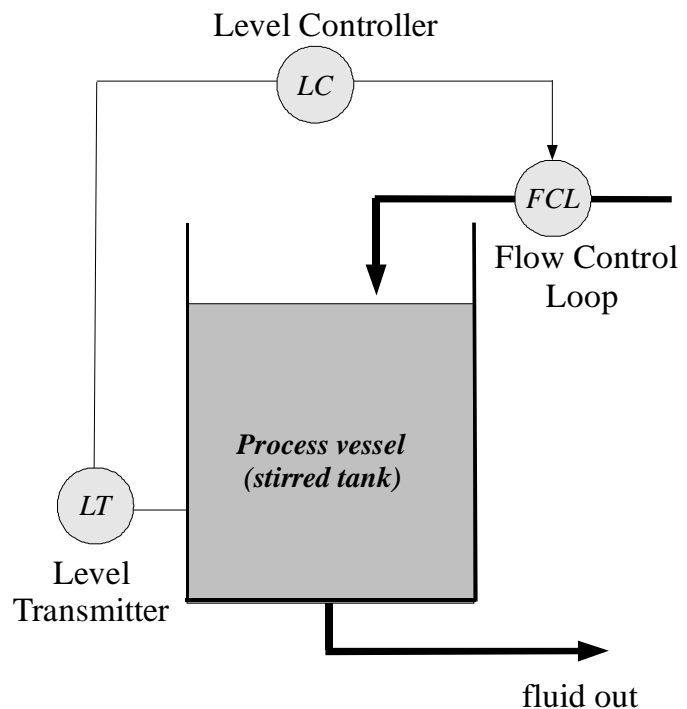 Level Controller
LC
FCL
Flow Control
Loop
Process vessel
(stirred tank)
LT
Level
Transmitter
fluid out